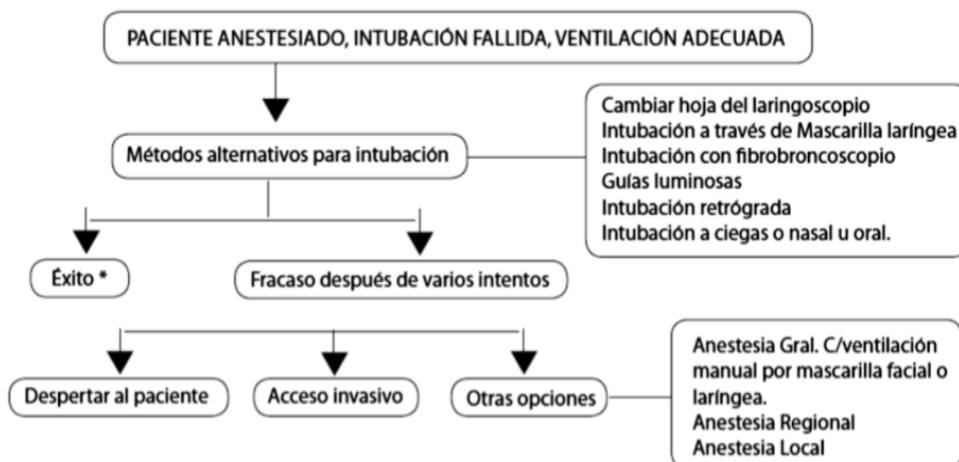 PACIENTE ANESTESIADO, INTUBACIÓN FALLIDA, VENTILACIÓN ADECUADA
Métodos alternativos para intubación
Cambiar hoja del laringoscopio
Intubación a través de Mascarilla laríngea
Intubación con fibrobroncoscopio
Guías luminosas
Intubación retrógrada
Intubación a ciegas o nasal u oral.
Éxito *
Fracaso después de varios intentos
Despertar al paciente
Acceso invasivo
Otras opciones
Anestesia Gral. C/ventilación
manual por mascarilla facial o
laríngea.
Anestesia Regional
Anestesia Local